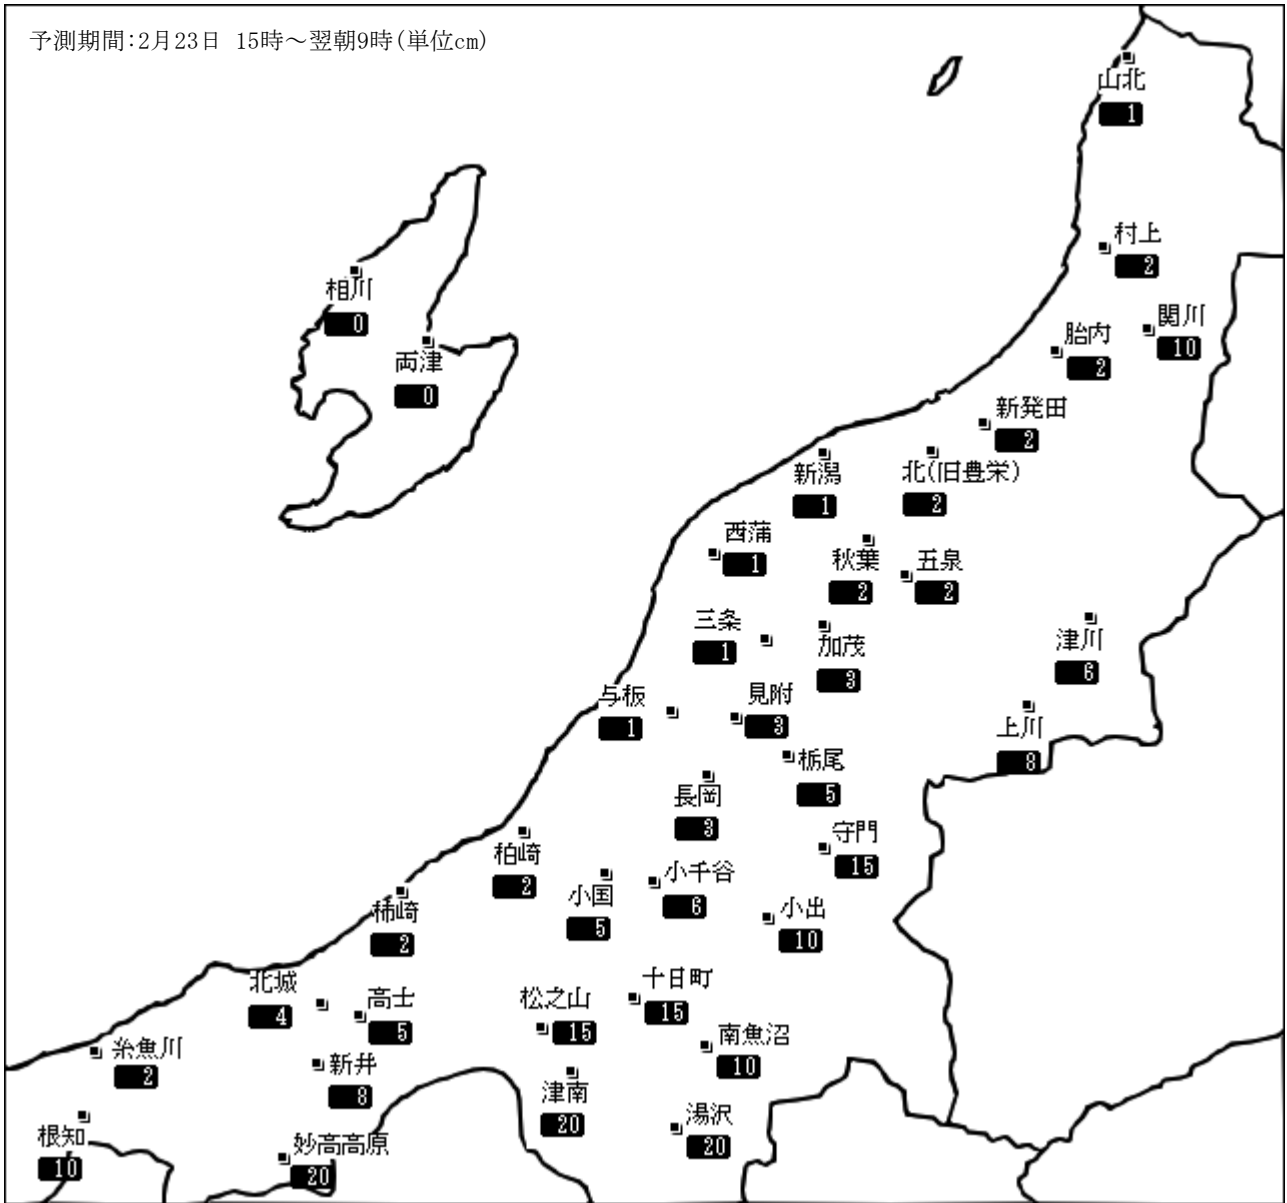 予測期間:2月23日 15時～翌朝9時(単位cm)
山北
1
村上
2
相川
0
関川
10
胎内
2
両津
0
新発田
2
新潟
1
北(旧豊栄)
2
西蒲
1
秋葉
2
五泉
2
三条
1
加茂
3
津川
6
与板
1
見附
3
上川
8
栃尾
5
長岡
3
守門
15
柏崎
2
小国
5
小千谷
6
小出
10
柿崎
2
北城
4
高士
5
松之山
15
十日町
15
南魚沼
10
糸魚川
2
新井
8
津南
20
湯沢
20
根知
10
妙高高原
20